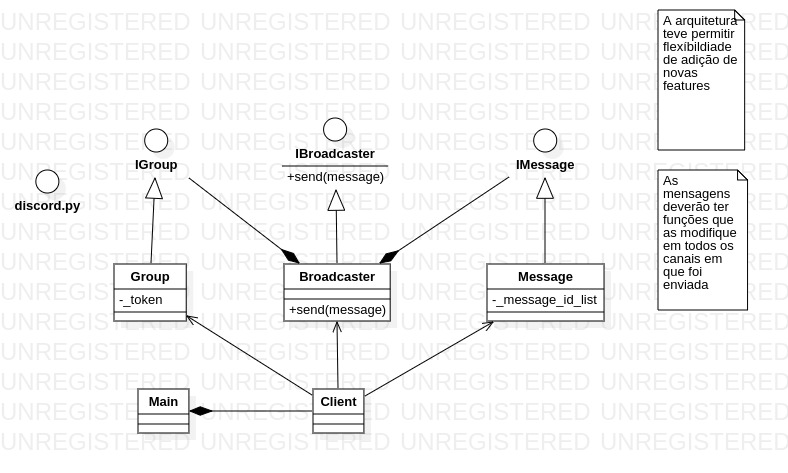 UNREGISTERED UNREGISTERED UNREGISTERED UNREGISTERED
A arquitetura
teve permitir
flexíbildiade
de adição de
novas
features
IGroup
IBroadcaster
+send(message)
IMessage
discord.py
As
mensagens
deverão ter
funções que
as modifique
em todos os
canais em
que foi
enviada
Group
-_token
Broadcaster
+send(message)
Message
-_message_id_list
Main
Client